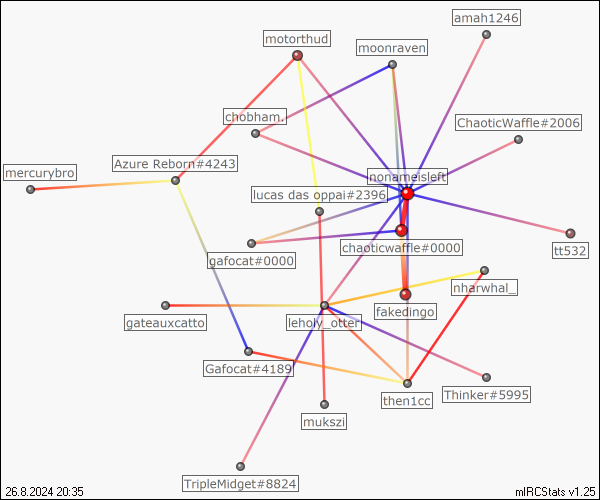 amah1246
motorthud
moonraven
chobham.
ChaoticWaffle#2006
Azure Reborn#4243
mercurybro
nonameisleft
lucas das oppai#2396
chaoticwaffle#0000
tt532
gafocat#0000
nharwhal_
fakedingo
gateauxcatto
leholy_otter
Gafocat#4189
then1cc
Thinker#5995
mukszi
TripleMidget#8824
26.8.2024 20:35
mIRCStats v1.25